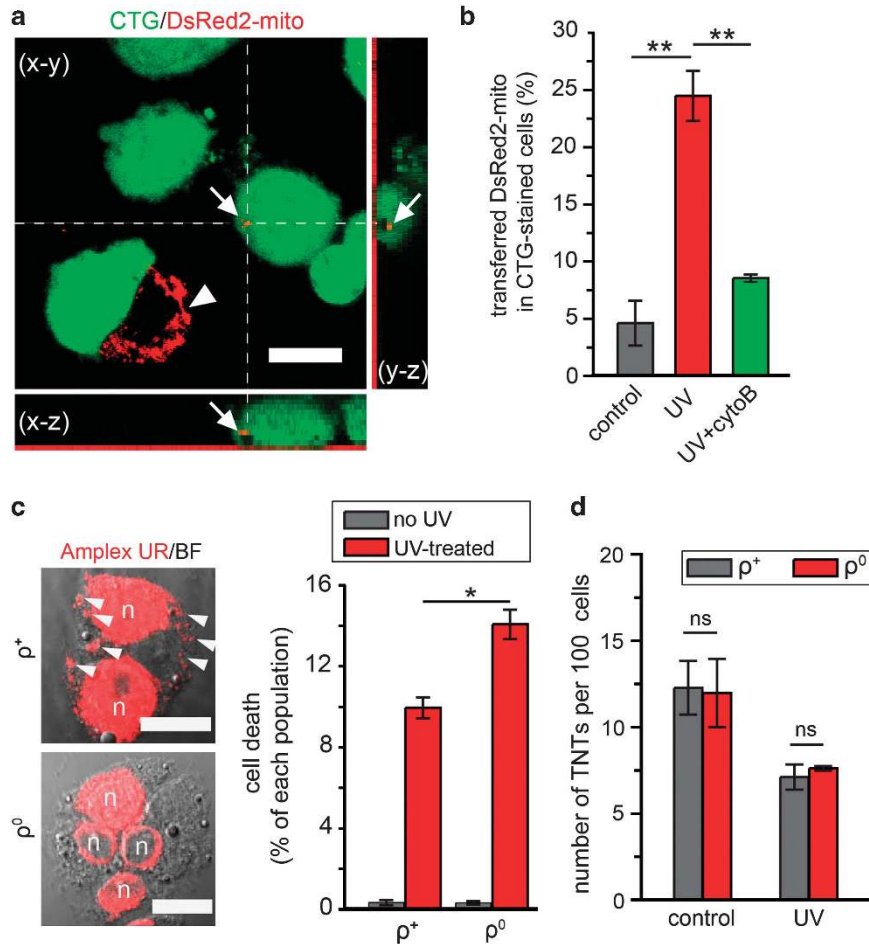 a
CTG/DsRed2-mito
(x-y)
(y-z)
(x-z)
b
transferred DsRed2-mito
in CTG-stained cells (%)
30
25
20
15
10
5
0
**
**
control
UV
UV+cytoB
c
Amplex UR/BF
ρ⁺
n
n
ρ⁰
n
n
n
n
no UV
UV-treated
cell death
(% of each population)
16
12
8
4
0
*
ρ⁺
ρ⁰
d
number of TNTs per 100 cells
20
15
10
5
0
ρ⁺
ρ⁰
ns
ns
control
UV